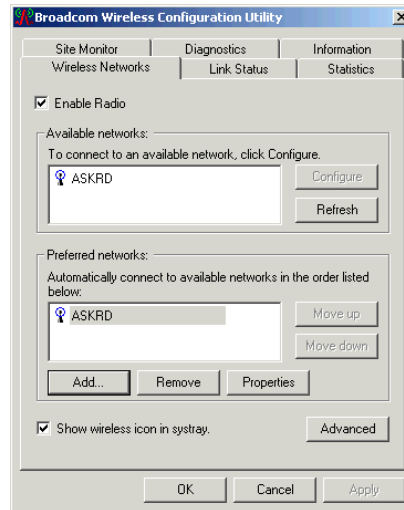 Broadcom Wireless Configuration Utility
Site Monitor Diagnostics Information
Wireless Networks Link Status Statistics
Enable Radio
Available networks:
To connect to an available network, click Configure.
ASKRD
Configure
Refresh
Preferred networks:
Automatically connect to available networks in the order listed
below:
ASKRD
Move up
Move down
Add... Remove Properties
Show wireless icon in systray.
Advanced
OK Cancel Apply